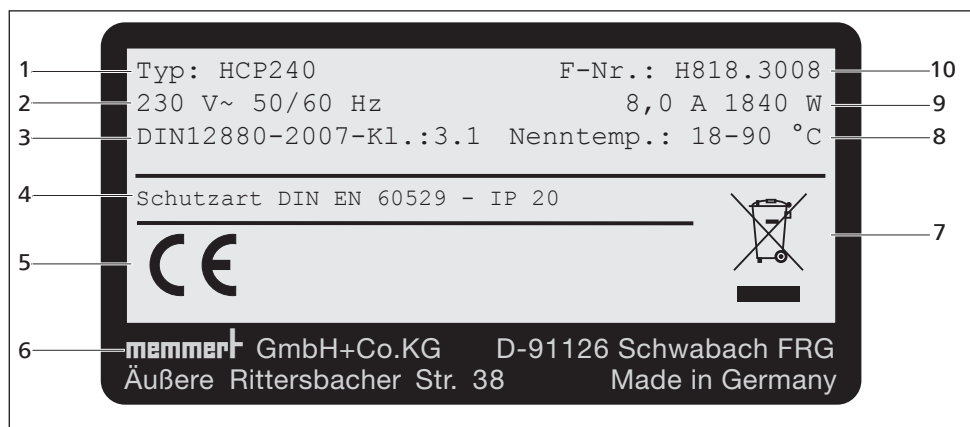 1 Typ: HCP240 F-Nr.: H818.3008 10
2 230 V~ 50/60 Hz 8,0 A 1840 W 9
3 DIN12880-2007-Kl.:3.1 Nenntemp.: 18-90 °C 8
4 Schutzart DIN EN 60529 - IP 20
7
5 CE
6 memmert GmbH+Co.KG D-91126 Schwabach FRG
Äußere Rittersbacher Str. 38 Made in Germany